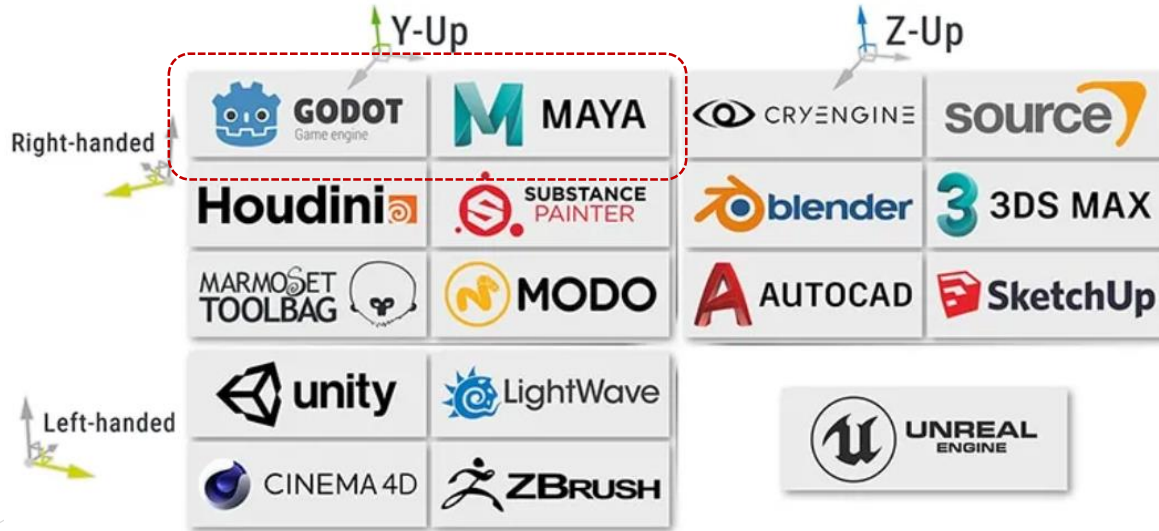 Y-Up
Z-Up
Right-handed
GODOT
Game engine
MAYA
CRYENGINE
source
Houdini
SUBSTANCE
PAINTER
blender
3 3DS MAX
MARMOSET
TOOLBAG
MODO
AUTOCAD
SketchUp
Left-handed
unity
LightWave
UNREAL
ENGINE
CINEMA 4D
ZBRUSH